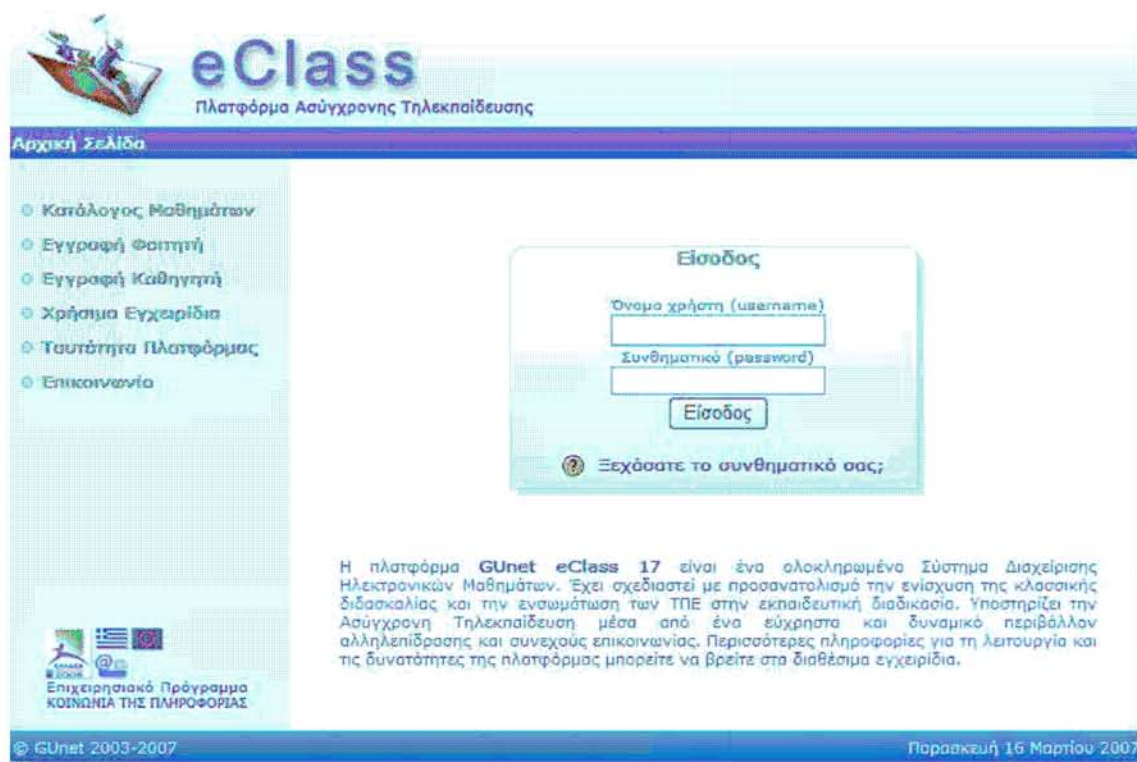 eClass
Πλατφόρμα Ασύγχρονης Τηλεκπαίδευσης
Αρχική Σελίδα
Κατάλογος Μαθημάτων
Εγγραφή Φοιτητή
Εγγραφή Καθηγητή
Χρήσιμα Εγχειρίδια
Ταυτότητα Πλατφόρμας
Επικοινωνία
Είσοδος
Όνομα χρήστη (username)
Συνθηματικό (password)
Είσοδος
Ξεχάσατε το συνθηματικό σας;
Η πλατφόρμα GUnet eClass 17 είναι ένα ολοκληρωμένο Σύστημα Διαχείρισης
Ηλεκτρονικών Μαθημάτων. Έχει σχεδιαστεί με προσανατολισμό την ενίσχυση της κλασσικής
διδασκαλίας και την ενσωμάτωση των ΤΠΕ στην εκπαιδευτική διαδικασία. Υποστηρίζει την
Ασύγχρονη Τηλεκπαίδευση μέσα από ένα εύχρηστο και δυναμικό περιβάλλον
αλληλεπίδρασης και συνεχούς επικοινωνίας. Περισσότερες πληροφορίες για τη λειτουργία και
τις δυνατότητες της πλατφόρμας μπορείτε να βρείτε στα διαθέσιμα εγχειρίδια.
Επιχειρησιακό Πρόγραμμα
ΚΟΙΝΩΝΙΑ ΤΗΣ ΠΛΗΡΟΦΟΡΙΑΣ
© GUnet 2003-2007
Παρασκευή 16 Μαρτίου 2007